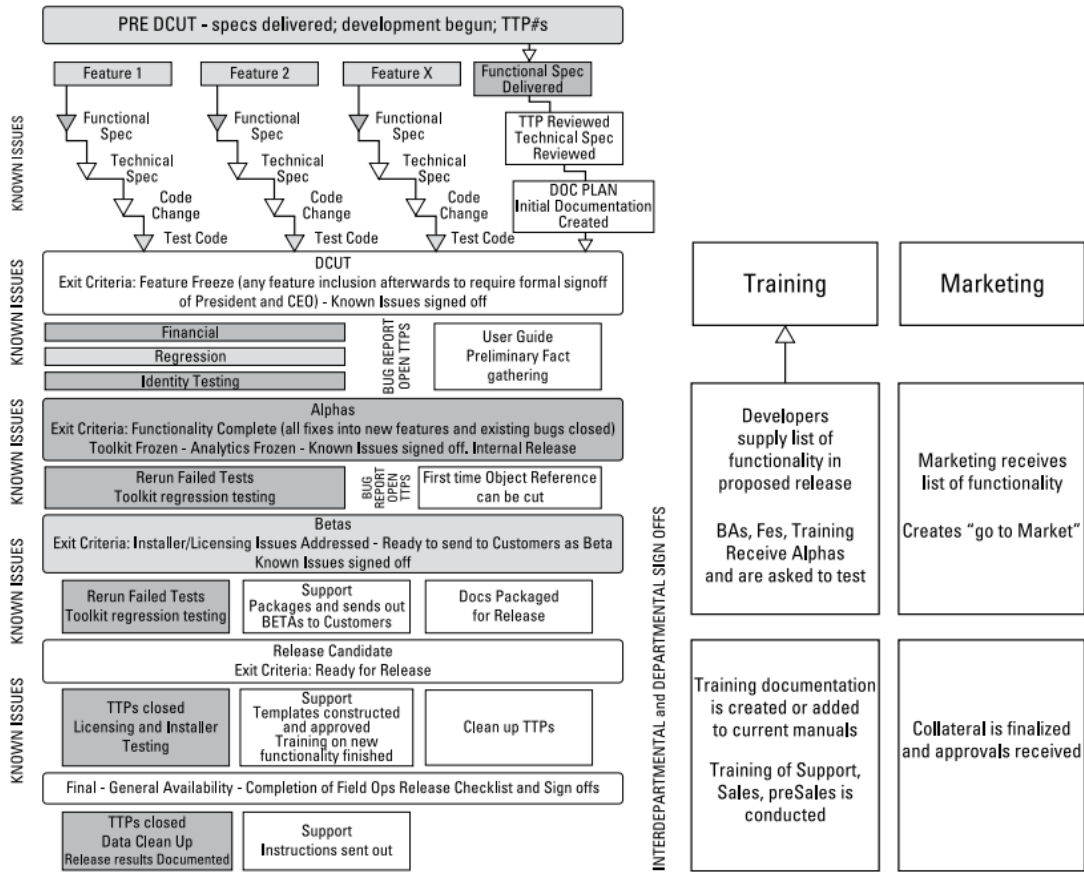 PRE DCUT - specs delivered; development begun; TTP#s
Feature 1
Feature 2
Feature X
Functional Spec
Delivered
Functional
Spec
Functional
Spec
Functional
Spec
TTP Reviewed
Technical Spec
Reviewed
Technical
Spec
Technical
Spec
Technical
Spec
DOC PLAN
Initial Documentation
Created
Code
Change
Code
Change
Code
Change
Test Code
Test Code
Test Code
KNOWN ISSUES
DCUT
Exit Criteria: Feature Freeze (any feature inclusion afterwards to require formal signoff
of President and CEO) - Known Issues signed off
KNOWN ISSUES
Financial
Regression
Identity Testing
BUG REPORT
OPEN TTPS
User Guide
Preliminary Fact
gathering
Alphas
Exit Criteria: Functionality Complete (all fixes into new features and existing bugs closed)
Toolkit Frozen - Analytics Frozen - Known Issues signed off. Internal Release
KNOWN ISSUES
Rerun Failed Tests
Toolkit regression testing
BUG
REPORT
OPEN
TTPS
First time Object Reference
can be cut
Betas
Exit Criteria: Installer/Licensing Issues Addressed - Ready to send to Customers as Beta
Known Issues signed off
KNOWN ISSUES
Rerun Failed Tests
Toolkit regression testing
Support
Packages and sends out
BETAs to Customers
Docs Packaged
for Release
Release Candidate
Exit Criteria: Ready for Release
KNOWN ISSUES
TTPs closed
Licensing and Installer
Testing
Support
Templates constructed
and approved
Training on new
functionality finished
Clean up TTPs
Final - General Availability - Completion of Field Ops Release Checklist and Sign offs
TTPs closed
Data Clean Up
Release results Documented
Support
Instructions sent out
INTERDEPARTMENTAL and DEPARTMENTAL SIGN OFFS
Training
Marketing
Developers
supply list of
functionality in
proposed release
BAs, Fes, Training
Receive Alphas
and are asked to test
Marketing receives
list of functionality
Creates “go to Market”
Training documentation
is created or added
to current manuals
Training of Support,
Sales, preSales is
conducted
Collateral is finalized
and approvals received